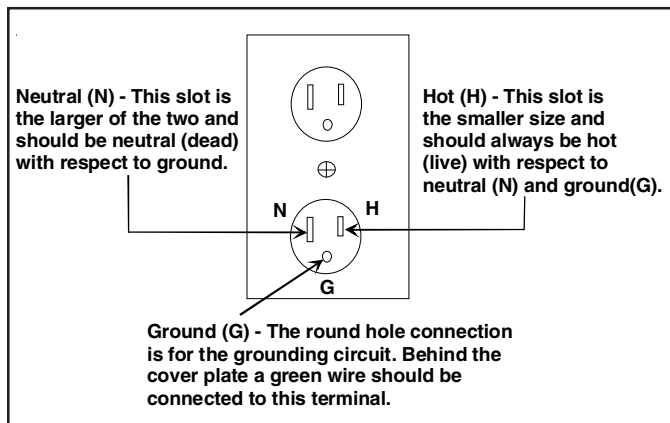 Neutral (N) - This slot is
the larger of the two and
should be neutral (dead)
with respect to ground.
Hot (H) - This slot is
the smaller size and
should always be hot
(live) with respect to
neutral (N) and ground(G).
N
H
G
Ground (G) - The round hole connection
is for the grounding circuit. Behind the
cover plate a green wire should be
connected to this terminal.